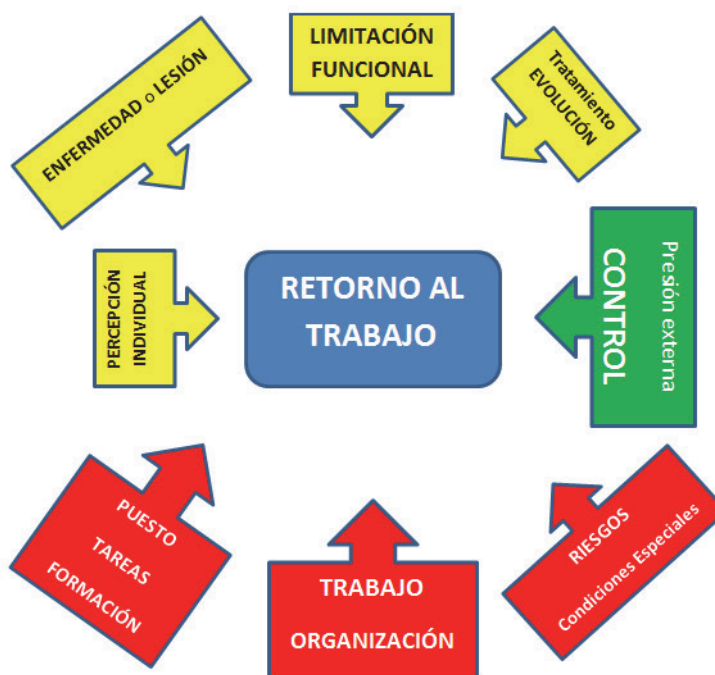 LIMITACIÓN
FUNCIONAL
ENFERMEDAD o LESIÓN
Tratamiento
EVOLUCIÓN
PERCEPCIÓN
INDIVIDUAL
RETORNO AL
TRABAJO
Presión externa
CONTROL
PUESTO
TAREAS
FORMACIÓN
TRABAJO
ORGANIZACIÓN
RIESGOS
Condiciones Especiales